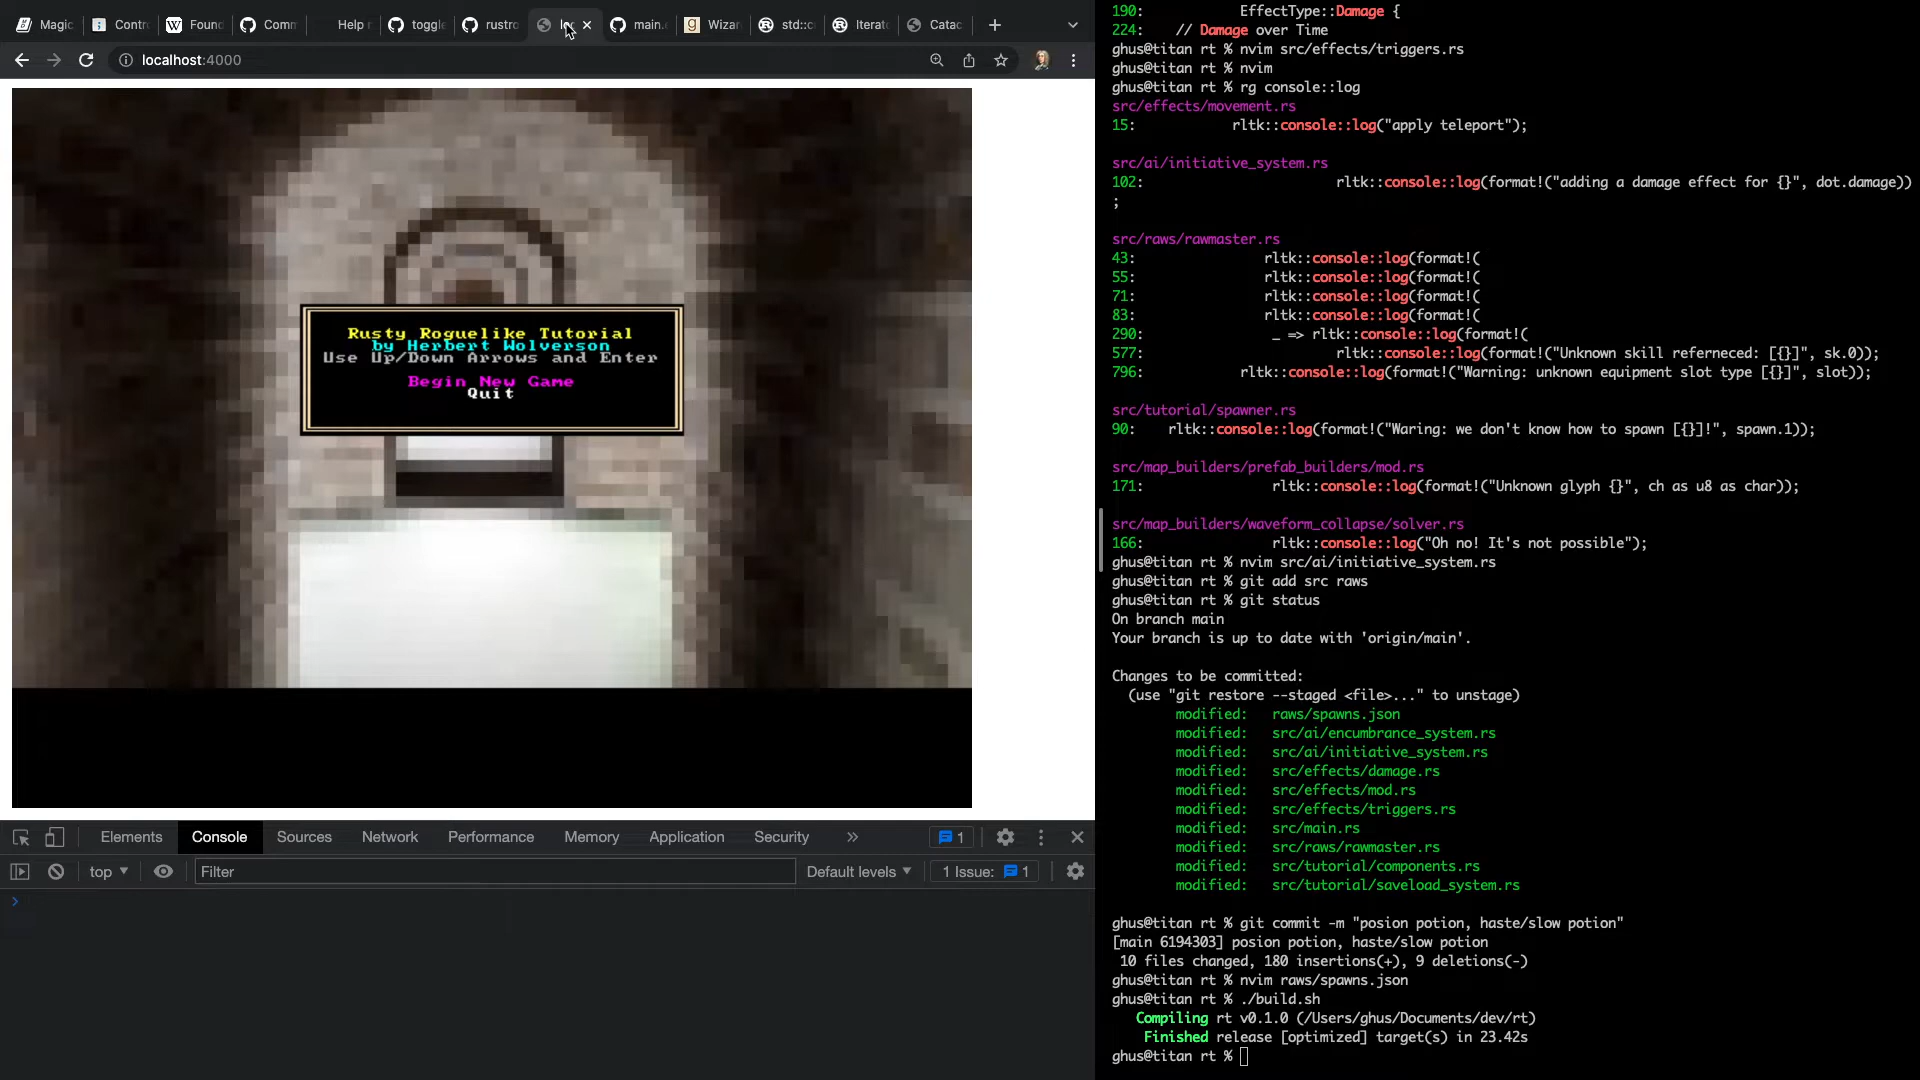 Magic
Contr
Foun
Comm
Help r
toggle
rustro
main.
Wizar
std::c
Iterat
Catac
localhost:4000
Rusty Roguelike Tutorial
by Herbert Wolverson
Use Up/Down Arrows and Enter
Begin New Game
Quit
Elements
Console
Sources
Network
Performance
Memory
Application
Security
1
top
Filter
Default levels
1 Issue:
1
190: EffectType::Damage {
224: // Damage over Time
ghus@titan rt % nvim src/effects/triggers.rs
ghus@titan rt % nvim
ghus@titan rt % rg console::log
src/effects/movement.rs
15: rltk::console::log("apply teleport");
src/ai/initiative_system.rs
102: rltk::console::log(format!("adding a damage effect for {}", dot.damage))
;
src/raws/rawmaster.rs
43: rltk::console::log(format!(
55: rltk::console::log(format!(
71: rltk::console::log(format!(
83: rltk::console::log(format!(
290: _ => rltk::console::log(format!(
577: rltk::console::log(format!("Unknown skill referneced: [{}]", sk.0));
796: rltk::console::log(format!("Warning: unknown equipment slot type [{}]", slot));
src/tutorial/spawner.rs
90: rltk::console::log(format!("Waring: we don't know how to spawn [{}]!", spawn.1));
src/map_builders/prefab_builders/mod.rs
171: rltk::console::log(format!("Unknown glyph {}", ch as u8 as char));
src/map_builders/waveform_collapse/solver.rs
166: rltk::console::log("Oh no! It's not possible");
ghus@titan rt % nvim src/ai/initiative_system.rs
ghus@titan rt % git add src raws
ghus@titan rt % git status
On branch main
Your branch is up to date with 'origin/main'.
Changes to be committed:
(use "git restore --staged <file>..." to unstage)
modified: raws/spawns.json
modified: src/ai/encumbrance_system.rs
modified: src/ai/initiative_system.rs
modified: src/effects/damage.rs
modified: src/effects/mod.rs
modified: src/effects/triggers.rs
modified: src/main.rs
modified: src/raws/rawmaster.rs
modified: src/tutorial/components.rs
modified: src/tutorial/saveload_system.rs
ghus@titan rt % git commit -m "posion potion, haste/slow potion"
[main 6194303] posion potion, haste/slow potion
10 files changed, 180 insertions(+), 9 deletions(-)
ghus@titan rt % nvim raws/spawns.json
ghus@titan rt % ./build.sh
Compiling rt v0.1.0 (/Users/ghus/Documents/dev/rt)
Finished release [optimized] target(s) in 23.42s
ghus@titan rt %